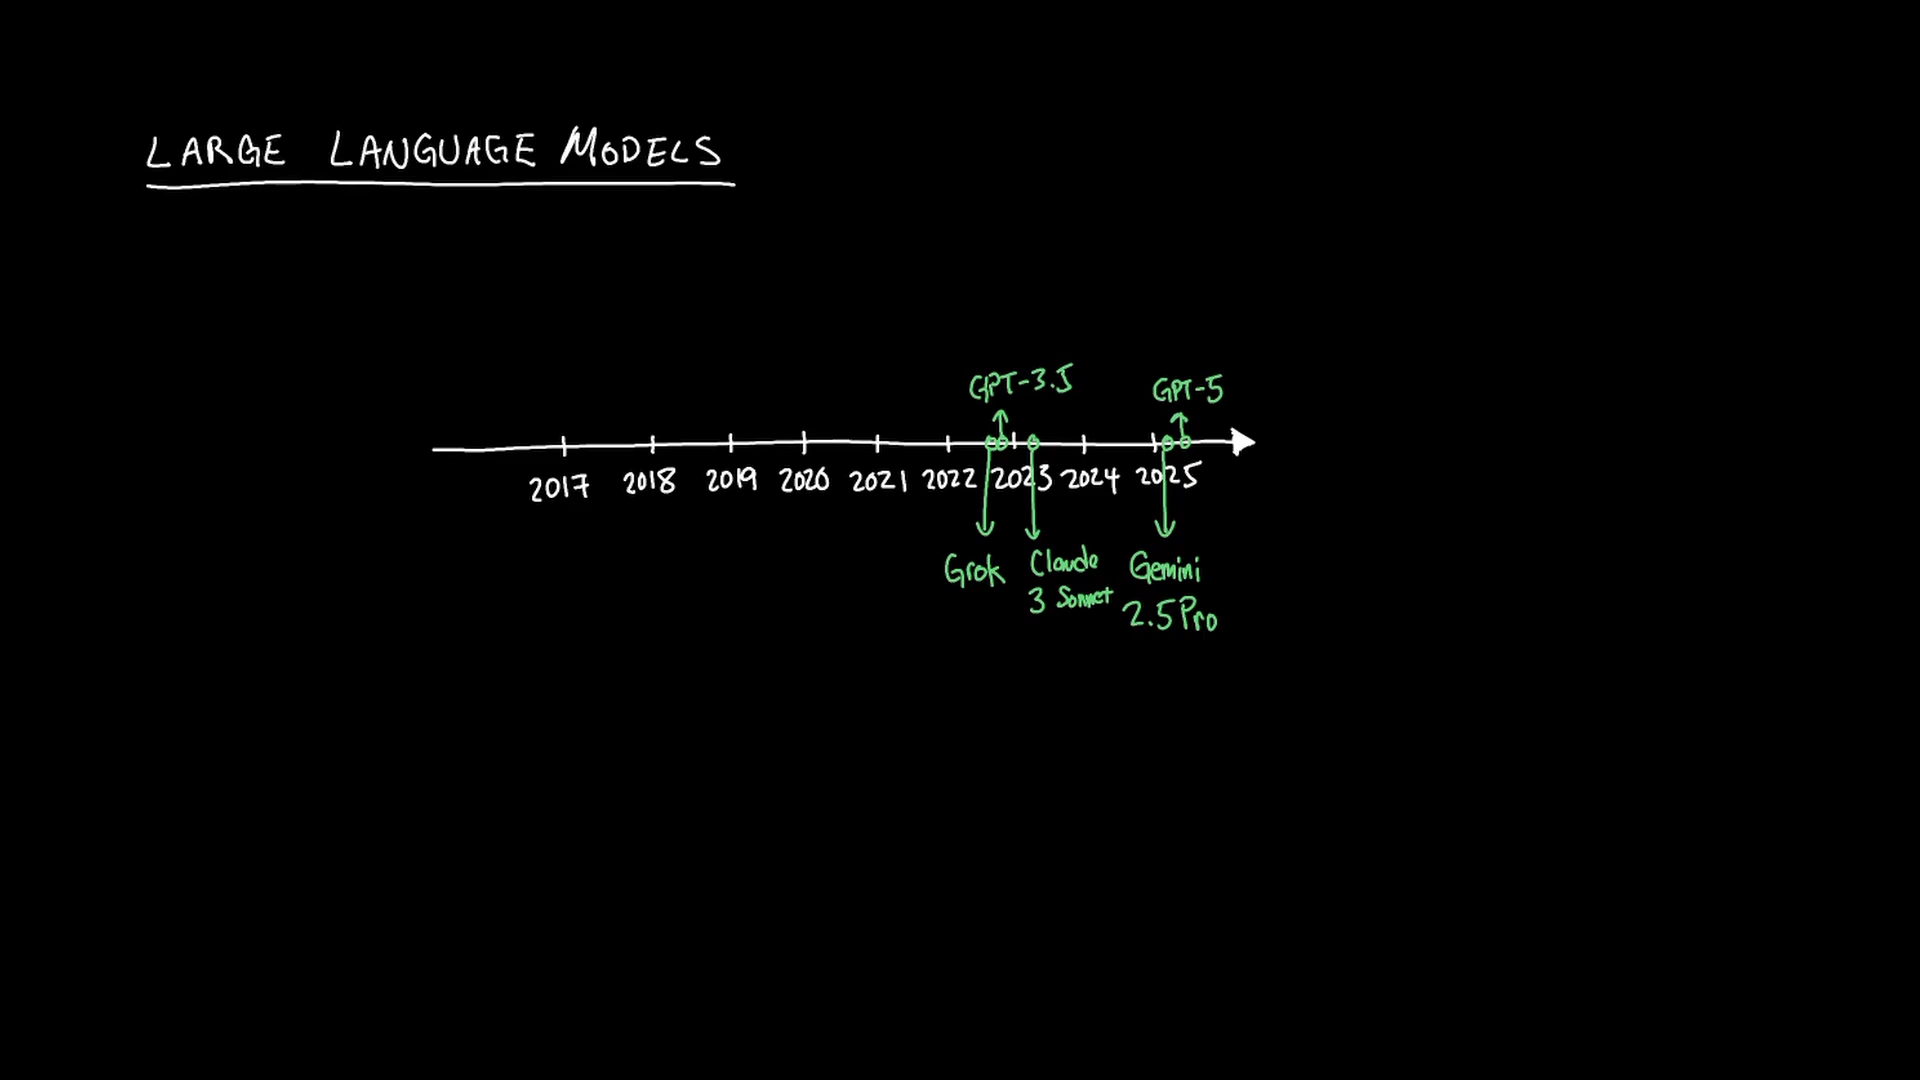 LARGE LANGUAGE MODELS
GPT-3.5
GPT-5
2017 2018 2019 2020 2021 2022 2023 2024 2025
Grok
Claude
3 Sonnet
Gemini
2.5 Pro